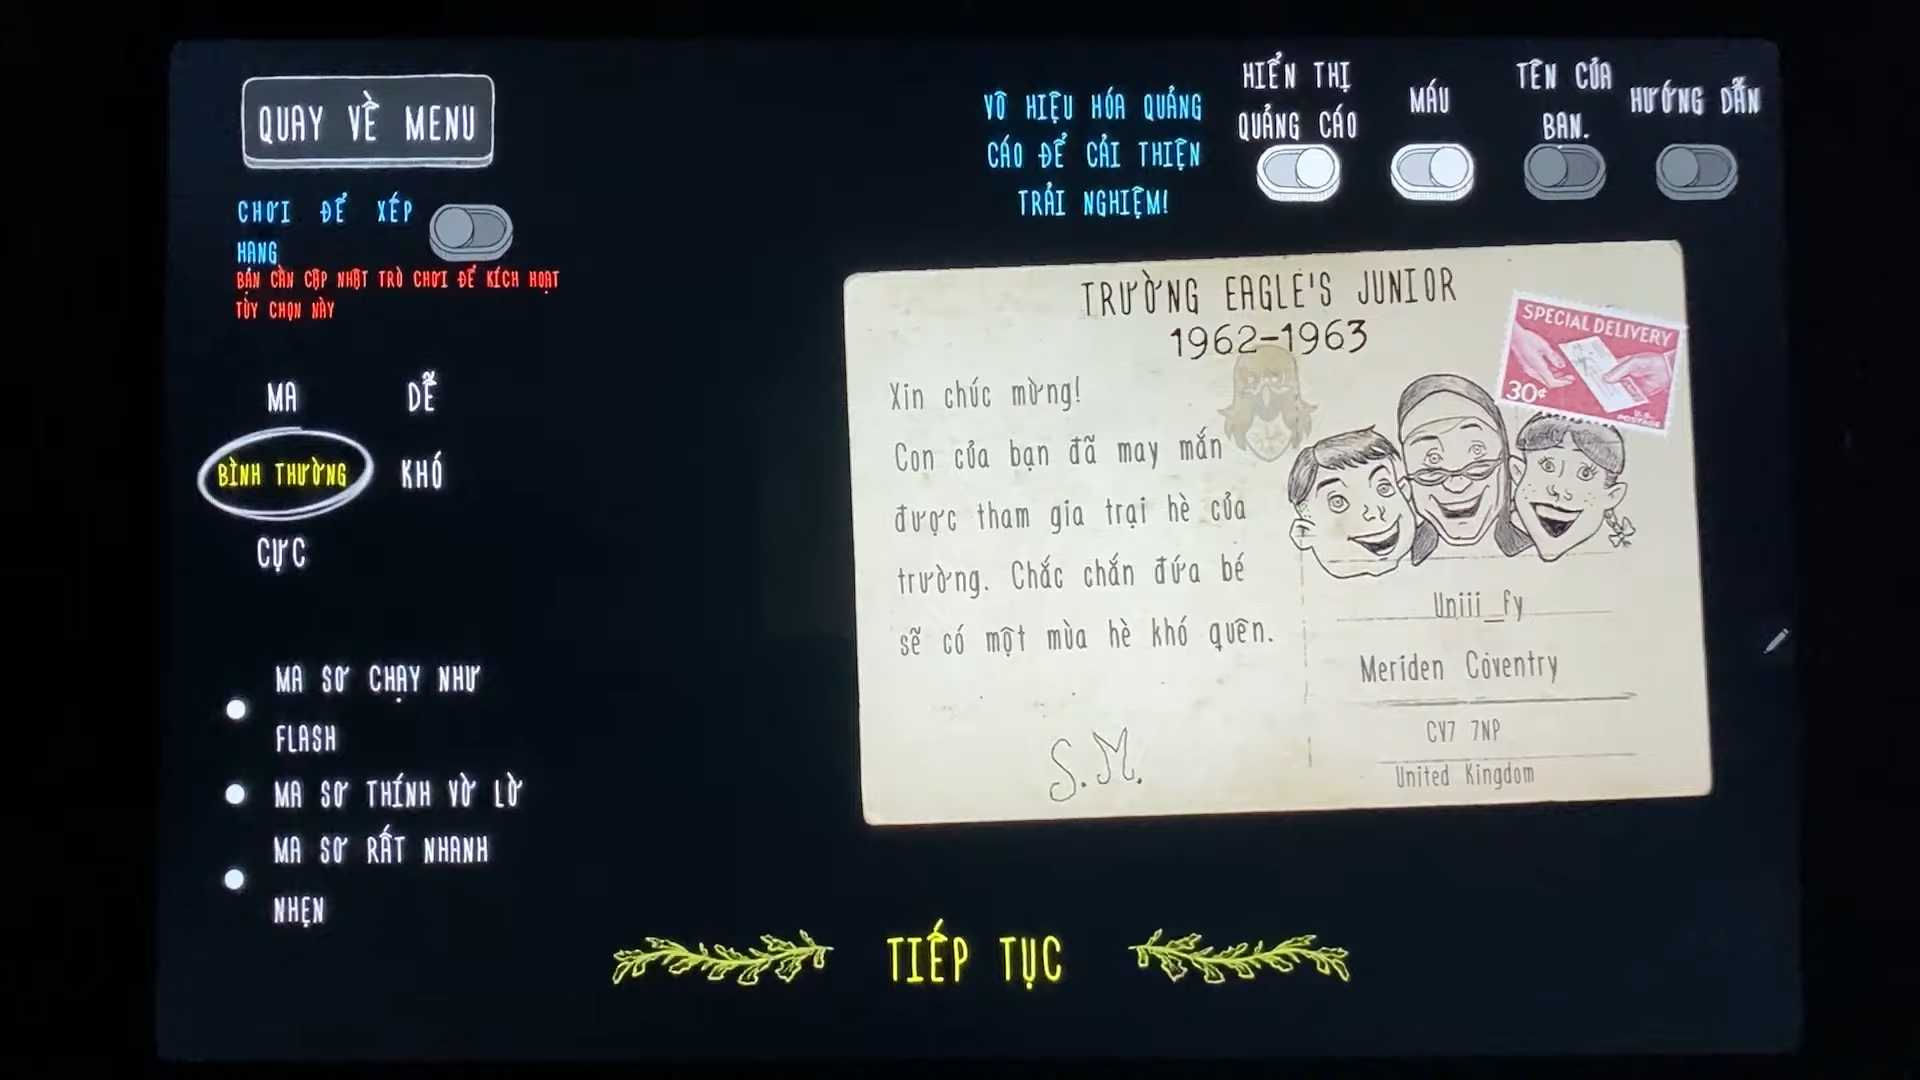 QUAY VỀ MENU
CHƠI ĐỂ XẾP
HẠNG
BẠN CẦN CẬP NHẬT TRÒ CHƠI ĐỂ KÍCH HOẠT
TÙY CHỌN NÀY
VÔ HIỆU HÓA QUẢNG
CÁO ĐỂ CẢI THIỆN
TRẢI NGHIỆM!
HIỂN THỊ
QUẢNG CÁO
MÁU
TÊN CỦA
BẠN.
HƯỚNG DẪN
MA
DỄ
BÌNH THƯỜNG
KHÓ
CỰC
MA SƠ CHẠY NHƯ
FLASH
MA SƠ THÍNH VỪ LỜ
MA SƠ RẤT NHANH
NHẸN
TRƯỜNG EAGLE'S JUNIOR
1962-1963
SPECIAL DELIVERY
30¢
U.S.
POSTAGE
Xin chúc mừng!
Con của bạn đã may mắn
được tham gia trại hè của
trường. Chắc chắn đứa bé
sẽ có một mùa hè khó quên.
S.M.
Uniii_fy
Meriden Coventry
CV7 7NP
United Kingdom
TIẾP TỤC